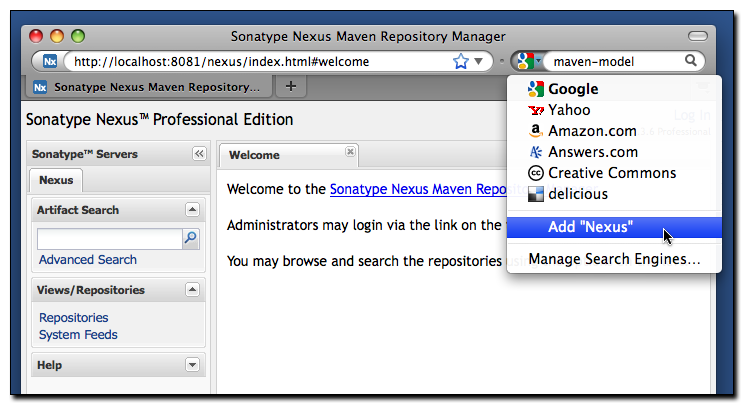 Sonatype Nexus Maven Repository Manager
Nx http://localhost:8081/nexus/index.html#welcome
maven-model
Nx Sonatype Nexus Maven Repository...
Google
Yahoo
Amazon.com
Answers.com
Creative Commons
delicious
Add "Nexus"
Manage Search Engines...
Sonatype Nexus™ Professional Edition
Log In
Professional
Sonatype™ Servers
Nexus
Artifact Search
Advanced Search
Views/Repositories
Repositories
System Feeds
Help
Welcome
Welcome to the Sonatype Nexus Maven Repo
Administrators may login via the link on the
You may browse and search the repositories